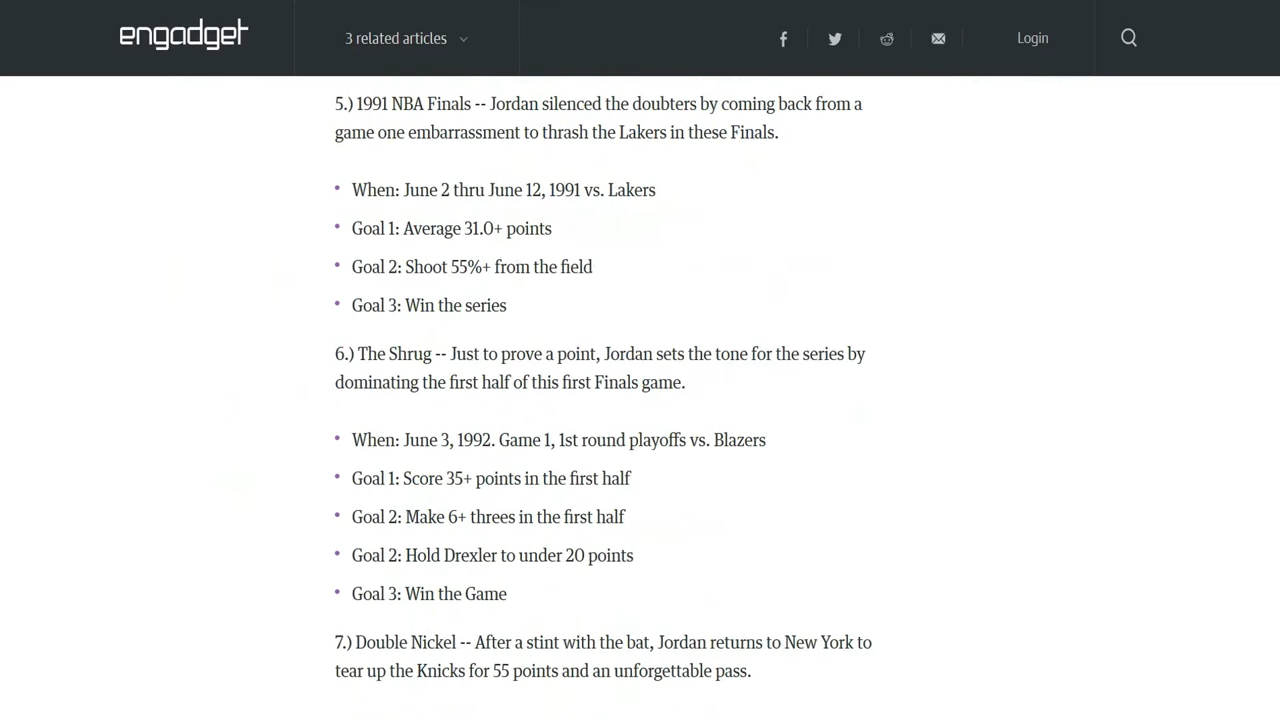 engadget
3 related articles
Login
5.) 1991 NBA Finals -- Jordan silenced the doubters by coming back from a
game one embarrassment to thrash the Lakers in these Finals.
• When: June 2 thru June 12, 1991 vs. Lakers
• Goal 1: Average 31.0+ points
• Goal 2: Shoot 55%+ from the field
• Goal 3: Win the series
6.) The Shrug -- Just to prove a point, Jordan sets the tone for the series by
dominating the first half of this first Finals game.
• When: June 3, 1992. Game 1, 1st round playoffs vs. Blazers
• Goal 1: Score 35+ points in the first half
• Goal 2: Make 6+ threes in the first half
• Goal 2: Hold Drexler to under 20 points
• Goal 3: Win the Game
7.) Double Nickel -- After a stint with the bat, Jordan returns to New York to
tear up the Knicks for 55 points and an unforgettable pass.